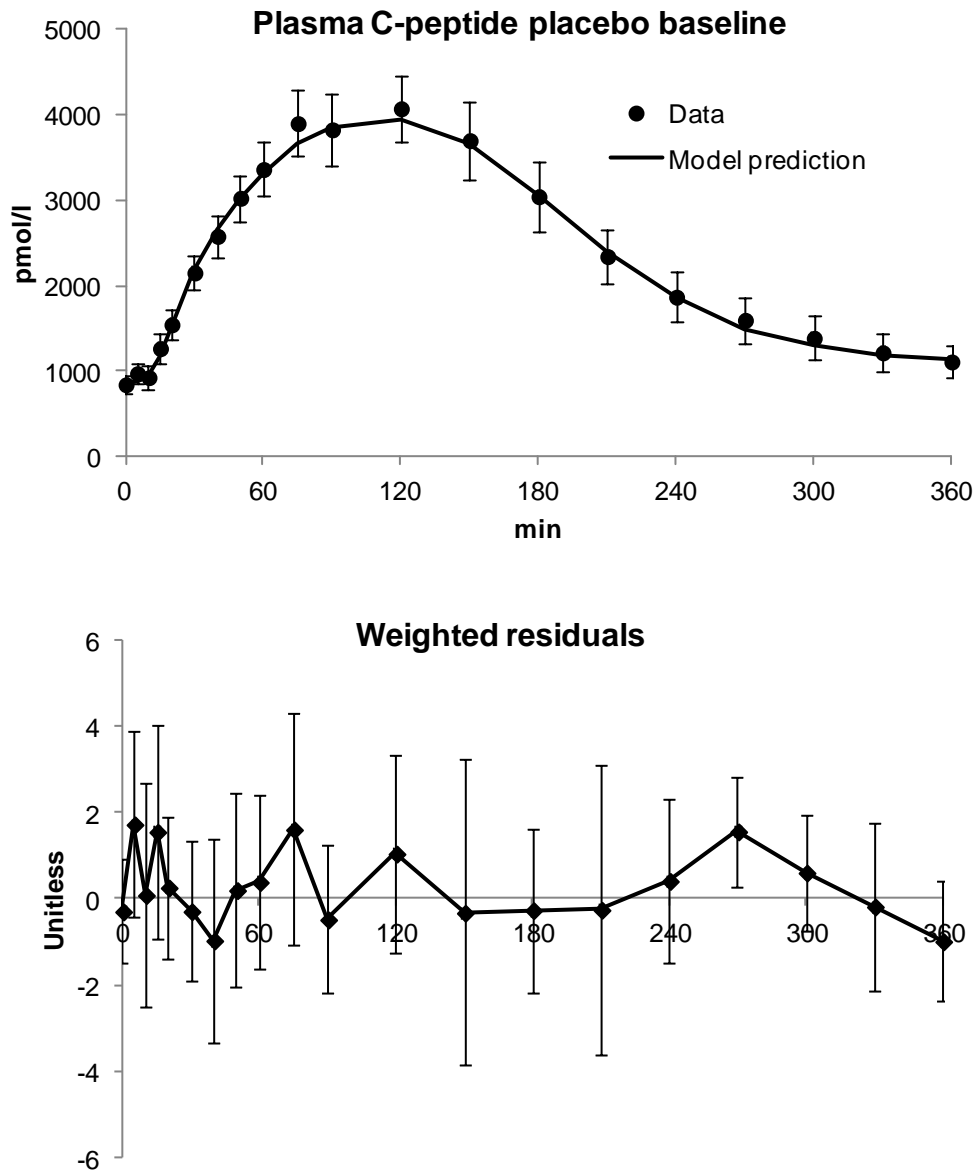 Plasma C-peptide placebo baseline
5000
4000
3000
2000
1000
0
pmol/l
Data
Model prediction
0 60 120 180 240 300 360
min
Weighted residuals
6
4
2
0
-2
-4
-6
Unitless
0 60 120 180 240 300 360